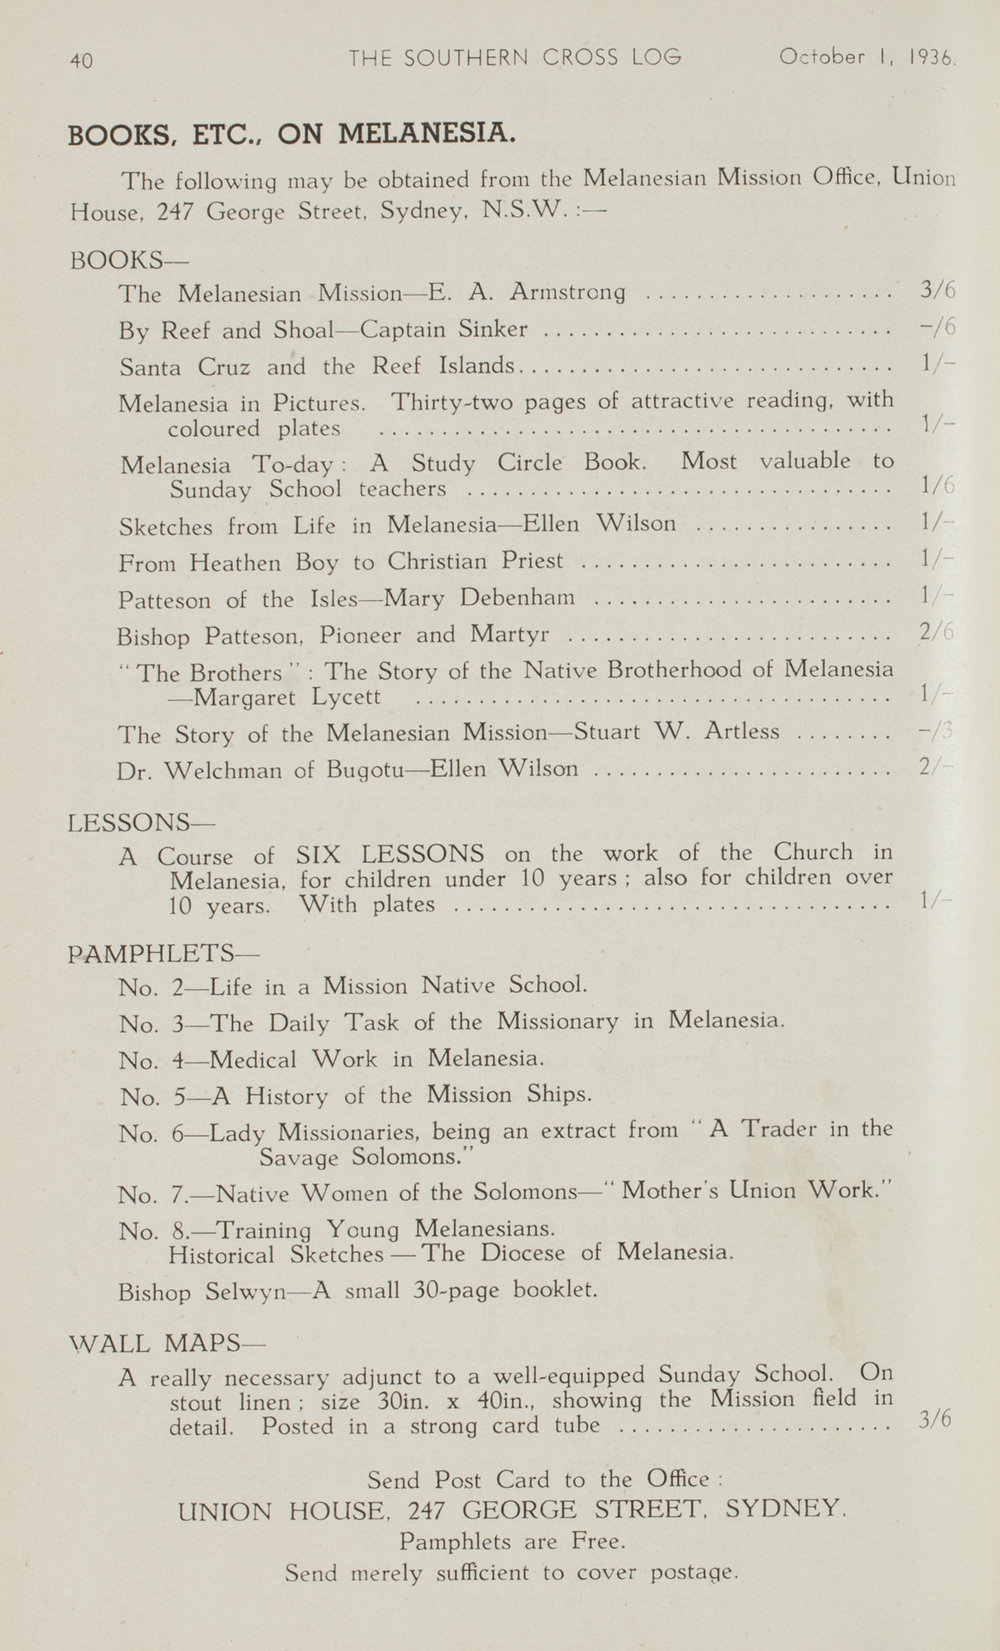 40 THE SOUTHERN CROSS LOG October 1, 1936.
BOOKS, ETC., ON MELANESIA.
The following may be obtained from the Melanesian Mission Office, Union
House, 247 George Street, Sydney, N.S.W. :—
BOOKS—
The Melanesian Mission—E. A. Armstrong .................... 3/6
By Reef and Shoal—Captain Sinker ............................ -/6
Santa Cruz and the Reef Islands.............................. 1/-
Melanesia in Pictures. Thirty-two pages of attractive reading, with
coloured plates ......................................... 1/-
Melanesia To-day : A Study Circle Book. Most valuable to
Sunday School teachers .................................. 1/6
Sketches from Life in Melanesia—Ellen Wilson ................ 1/-
From Heathen Boy to Christian Priest ......................... 1/-
Patteson of the Isles—Mary Debenham ........................ 1/-
Bishop Patteson, Pioneer and Martyr .......................... 2/6
"The Brothers" : The Story of the Native Brotherhood of Melanesia
—Margaret Lycett ...................................... 1/-
The Story of the Melanesian Mission—Stuart W. Artless ........ -/3
Dr. Welchman of Bugotu—Ellen Wilson ........................ 2/-
LESSONS—
A Course of SIX LESSONS on the work of the Church in
Melanesia, for children under 10 years ; also for children over
10 years. With plates ................................... 1/-
PAMPHLETS—
No. 2—Life in a Mission Native School.
No. 3—The Daily Task of the Missionary in Melanesia.
No. 4—Medical Work in Melanesia.
No. 5—A History of the Mission Ships.
No. 6—Lady Missionaries, being an extract from "A Trader in the
Savage Solomons."
No. 7.—Native Women of the Solomons—"Mother's Union Work."
No. 8.—Training Young Melanesians.
Historical Sketches — The Diocese of Melanesia.
Bishop Selwyn—A small 30-page booklet.
WALL MAPS—
A really necessary adjunct to a well-equipped Sunday School. On
stout linen ; size 30in. x 40in., showing the Mission field in
detail. Posted in a strong card tube ...................... 3/6
Send Post Card to the Office :
UNION HOUSE, 247 GEORGE STREET, SYDNEY.
Pamphlets are Free.
Send merely sufficient to cover postage.